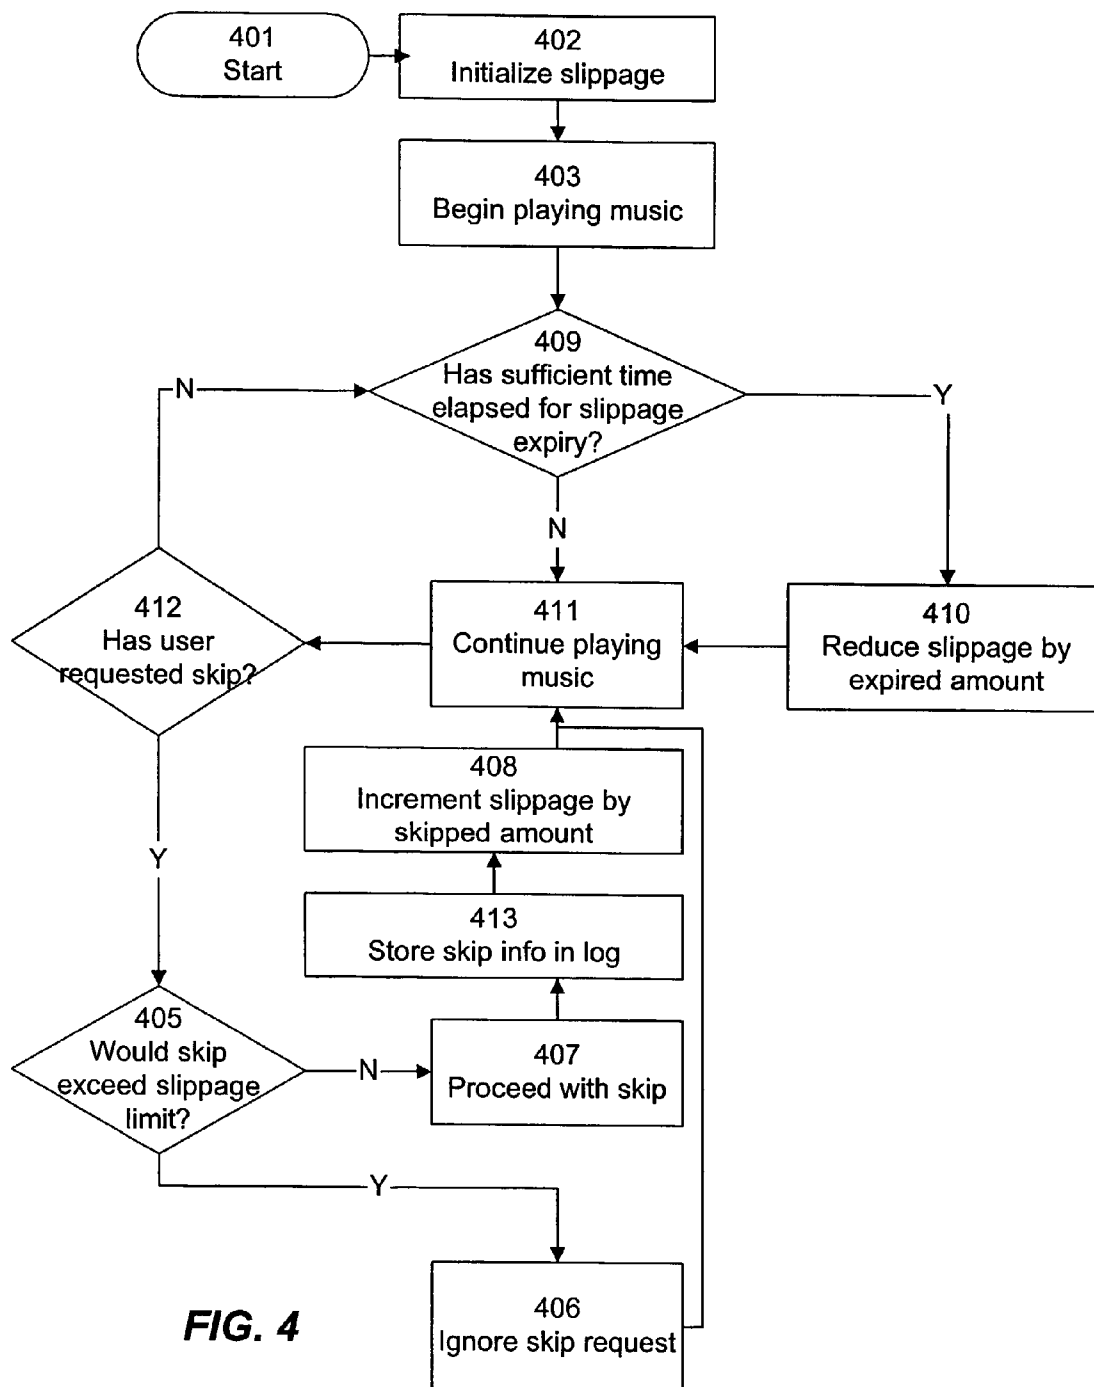 401
Start
402
Initialize slippage
403
Begin playing music
409
Has sufficient time
elapsed for slippage
expiry?
N
Y
N
412
Has user
requested skip?
411
Continue playing
music
410
Reduce slippage by
expired amount
408
Increment slippage by
skipped amount
Y
413
Store skip info in log
405
Would skip
exceed slippage
limit?
N
407
Proceed with skip
Y
406
Ignore skip request
FIG. 4